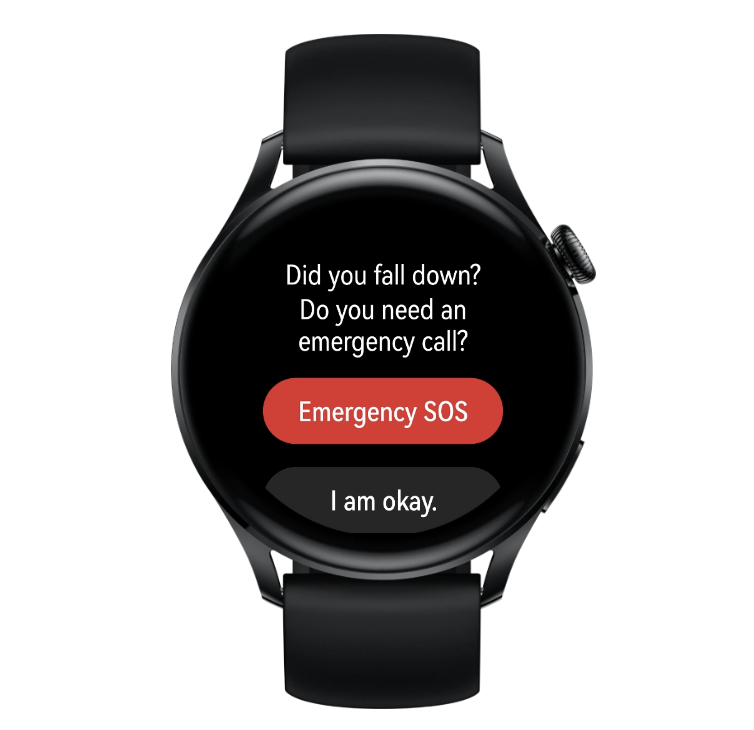 Did you fall down?
Do you need an
emergency call?
Emergency SOS
I am okay.